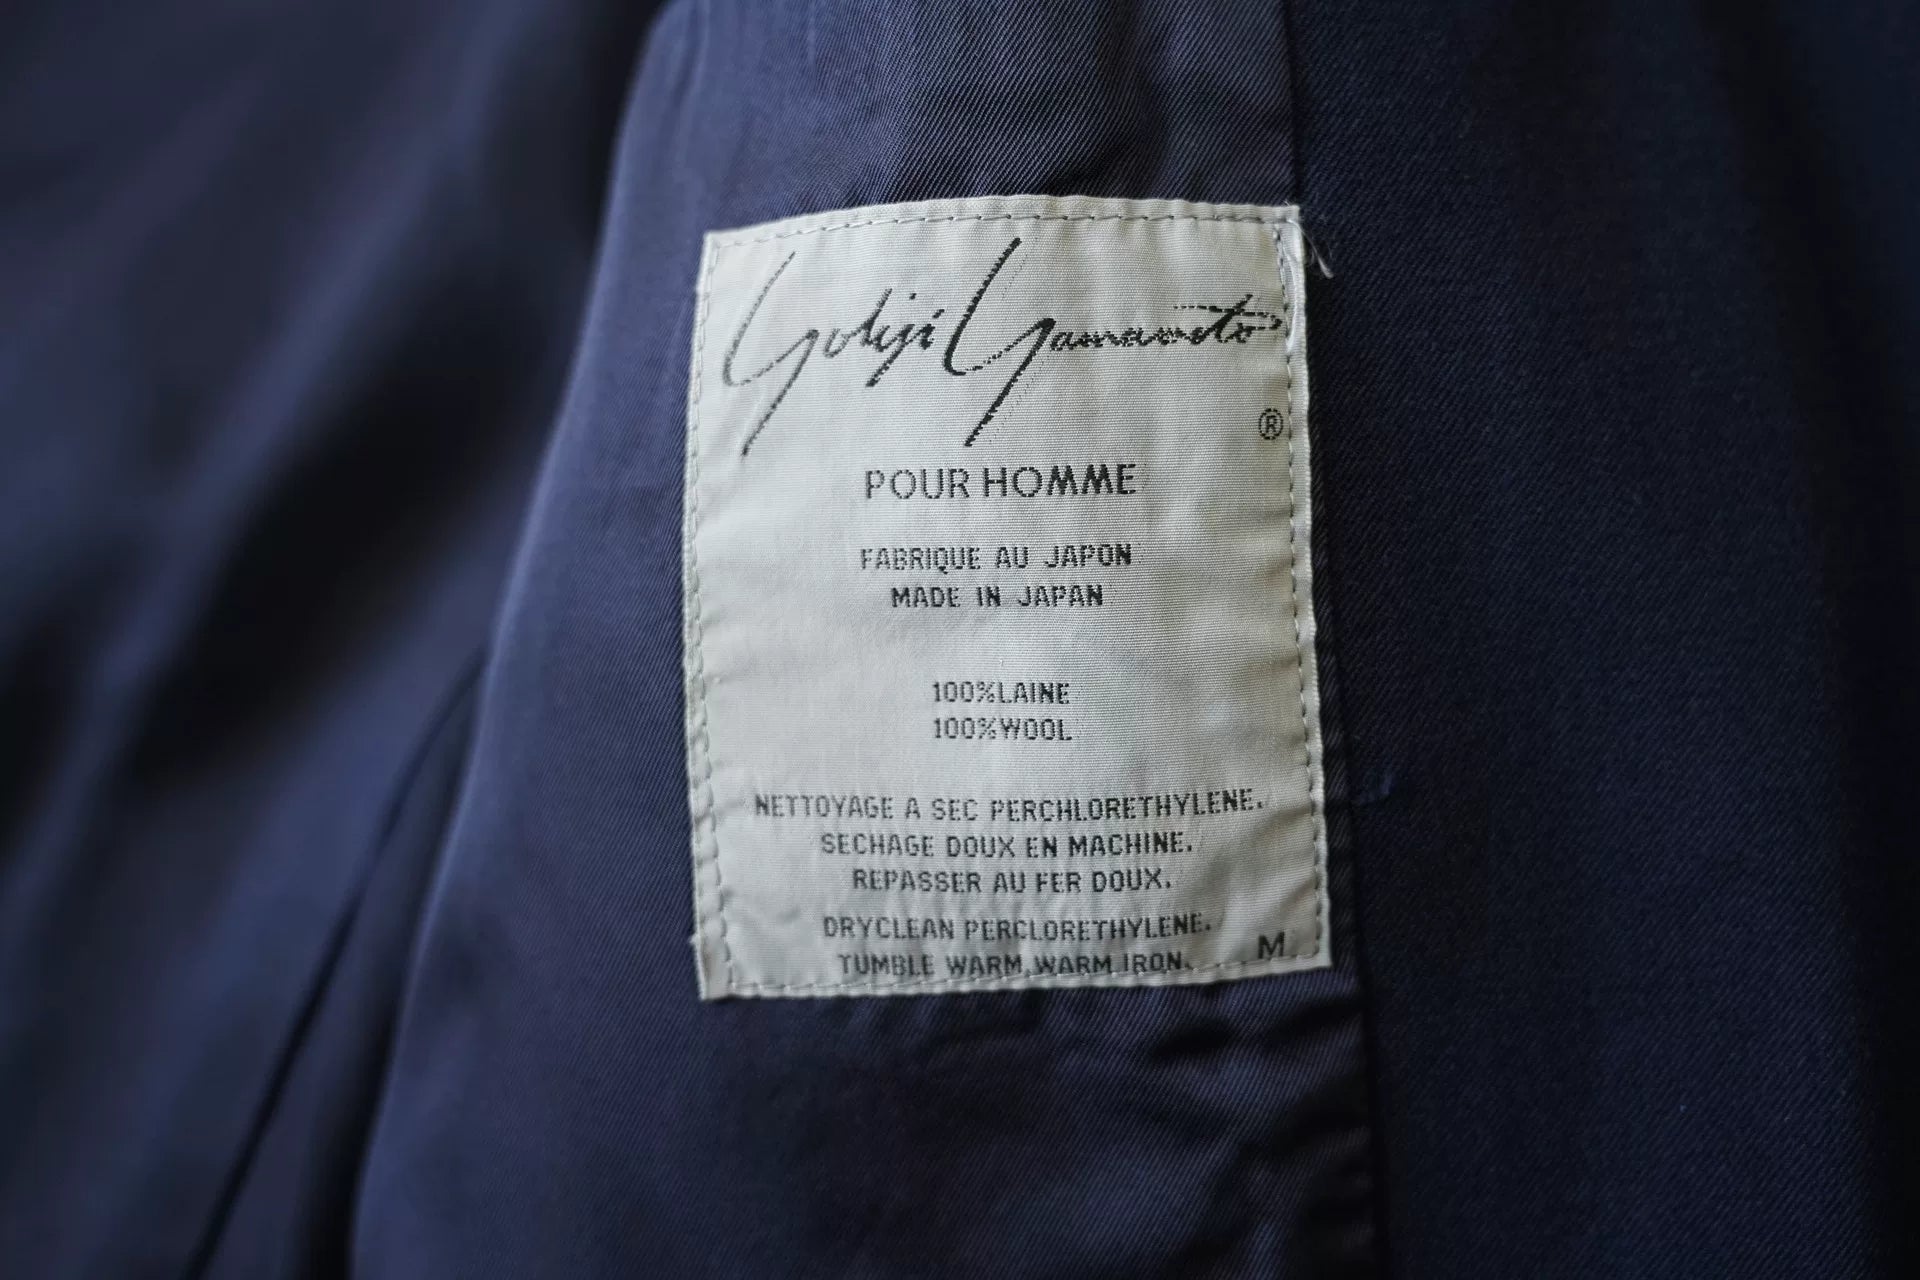 Yohji Yamamoto
®
POUR HOMME
FABRIQUE AU JAPON
MADE IN JAPAN
100%LAINE
100%WOOL
NETTOYAGE A SEC PERCHLORETHYLENE.
SECHAGE DOUX EN MACHINE.
REPASSER AU FER DOUX.
DRYCLEAN PERCLORETHYLENE.
TUMBLE WARM,WARM IRON.
M